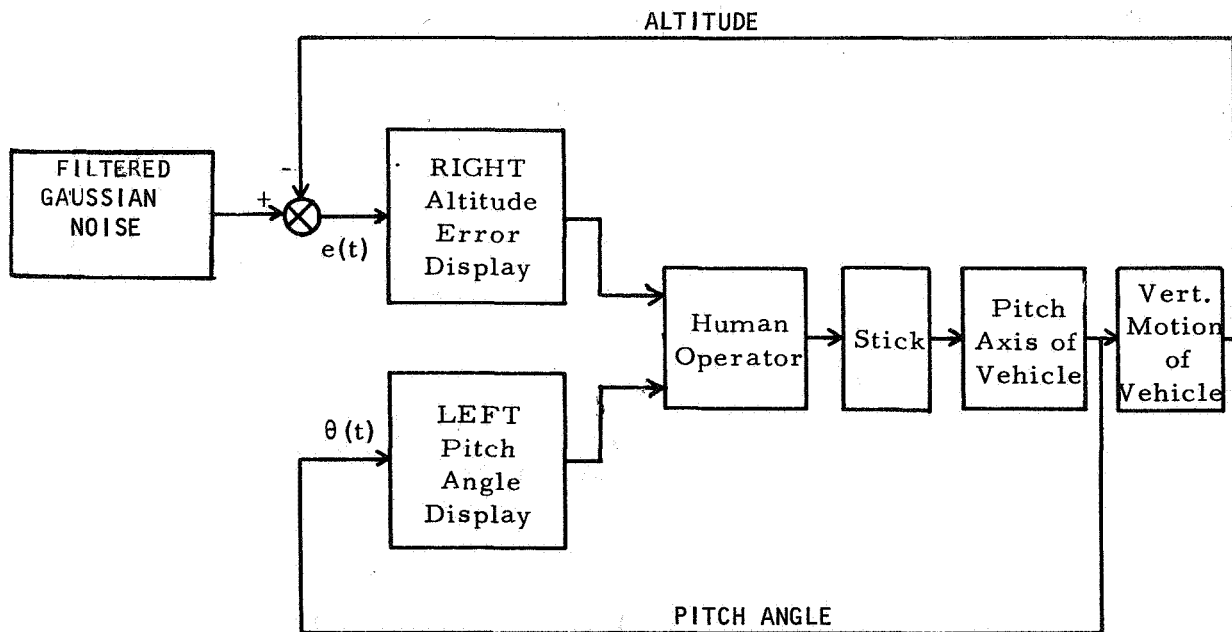 ALTITUDE
FILTERED
GAUSSIAN
NOISE
-
+
e(t)
RIGHT
Altitude
Error
Display
Human
Operator
Stick
Pitch
Axis of
Vehicle
Vert.
Motion
of
Vehicle
θ(t)
LEFT
Pitch
Angle
Display
PITCH ANGLE